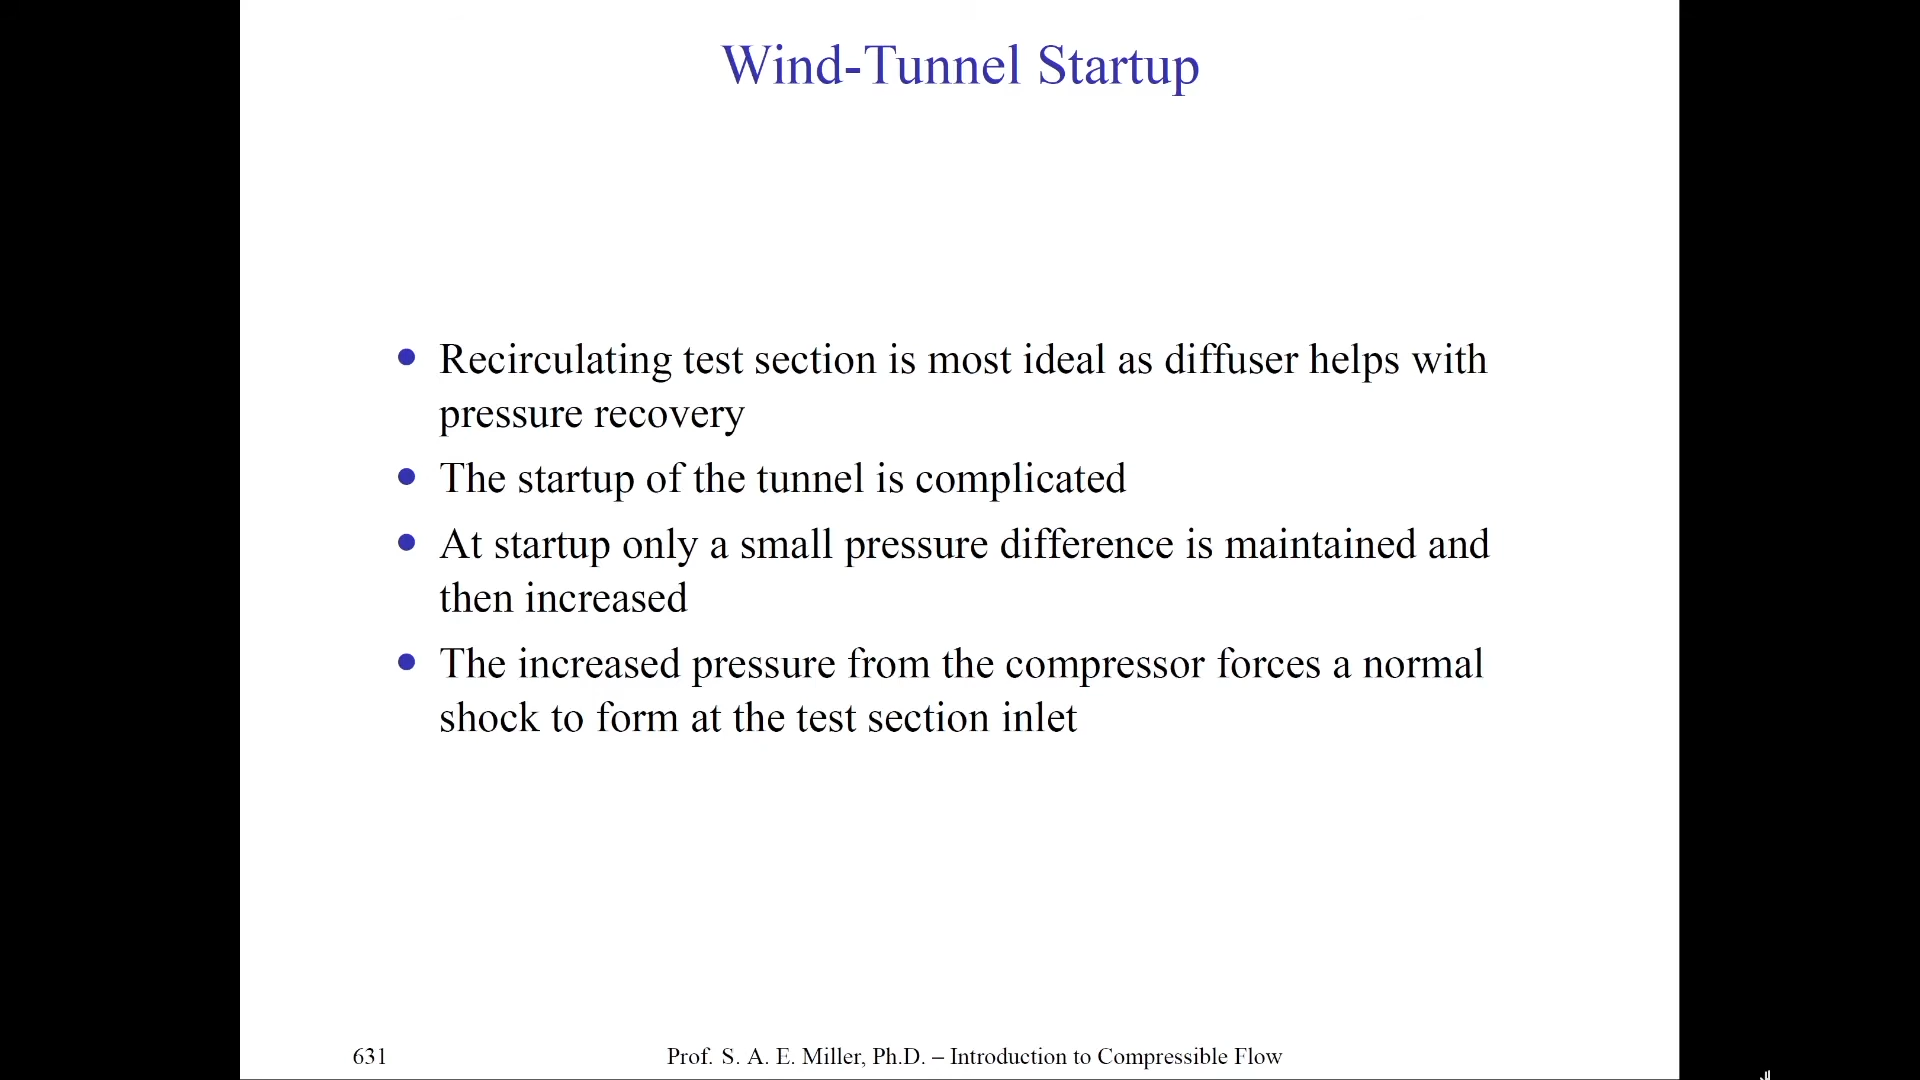 Wind-Tunnel Startup
Recirculating test section is most ideal as diffuser helps with
pressure recovery
The startup of the tunnel is complicated
At startup only a small pressure difference is maintained and
then increased
The increased pressure from the compressor forces a normal
shock to form at the test section inlet
631
Prof. S. A. E. Miller, Ph.D. – Introduction to Compressible Flow